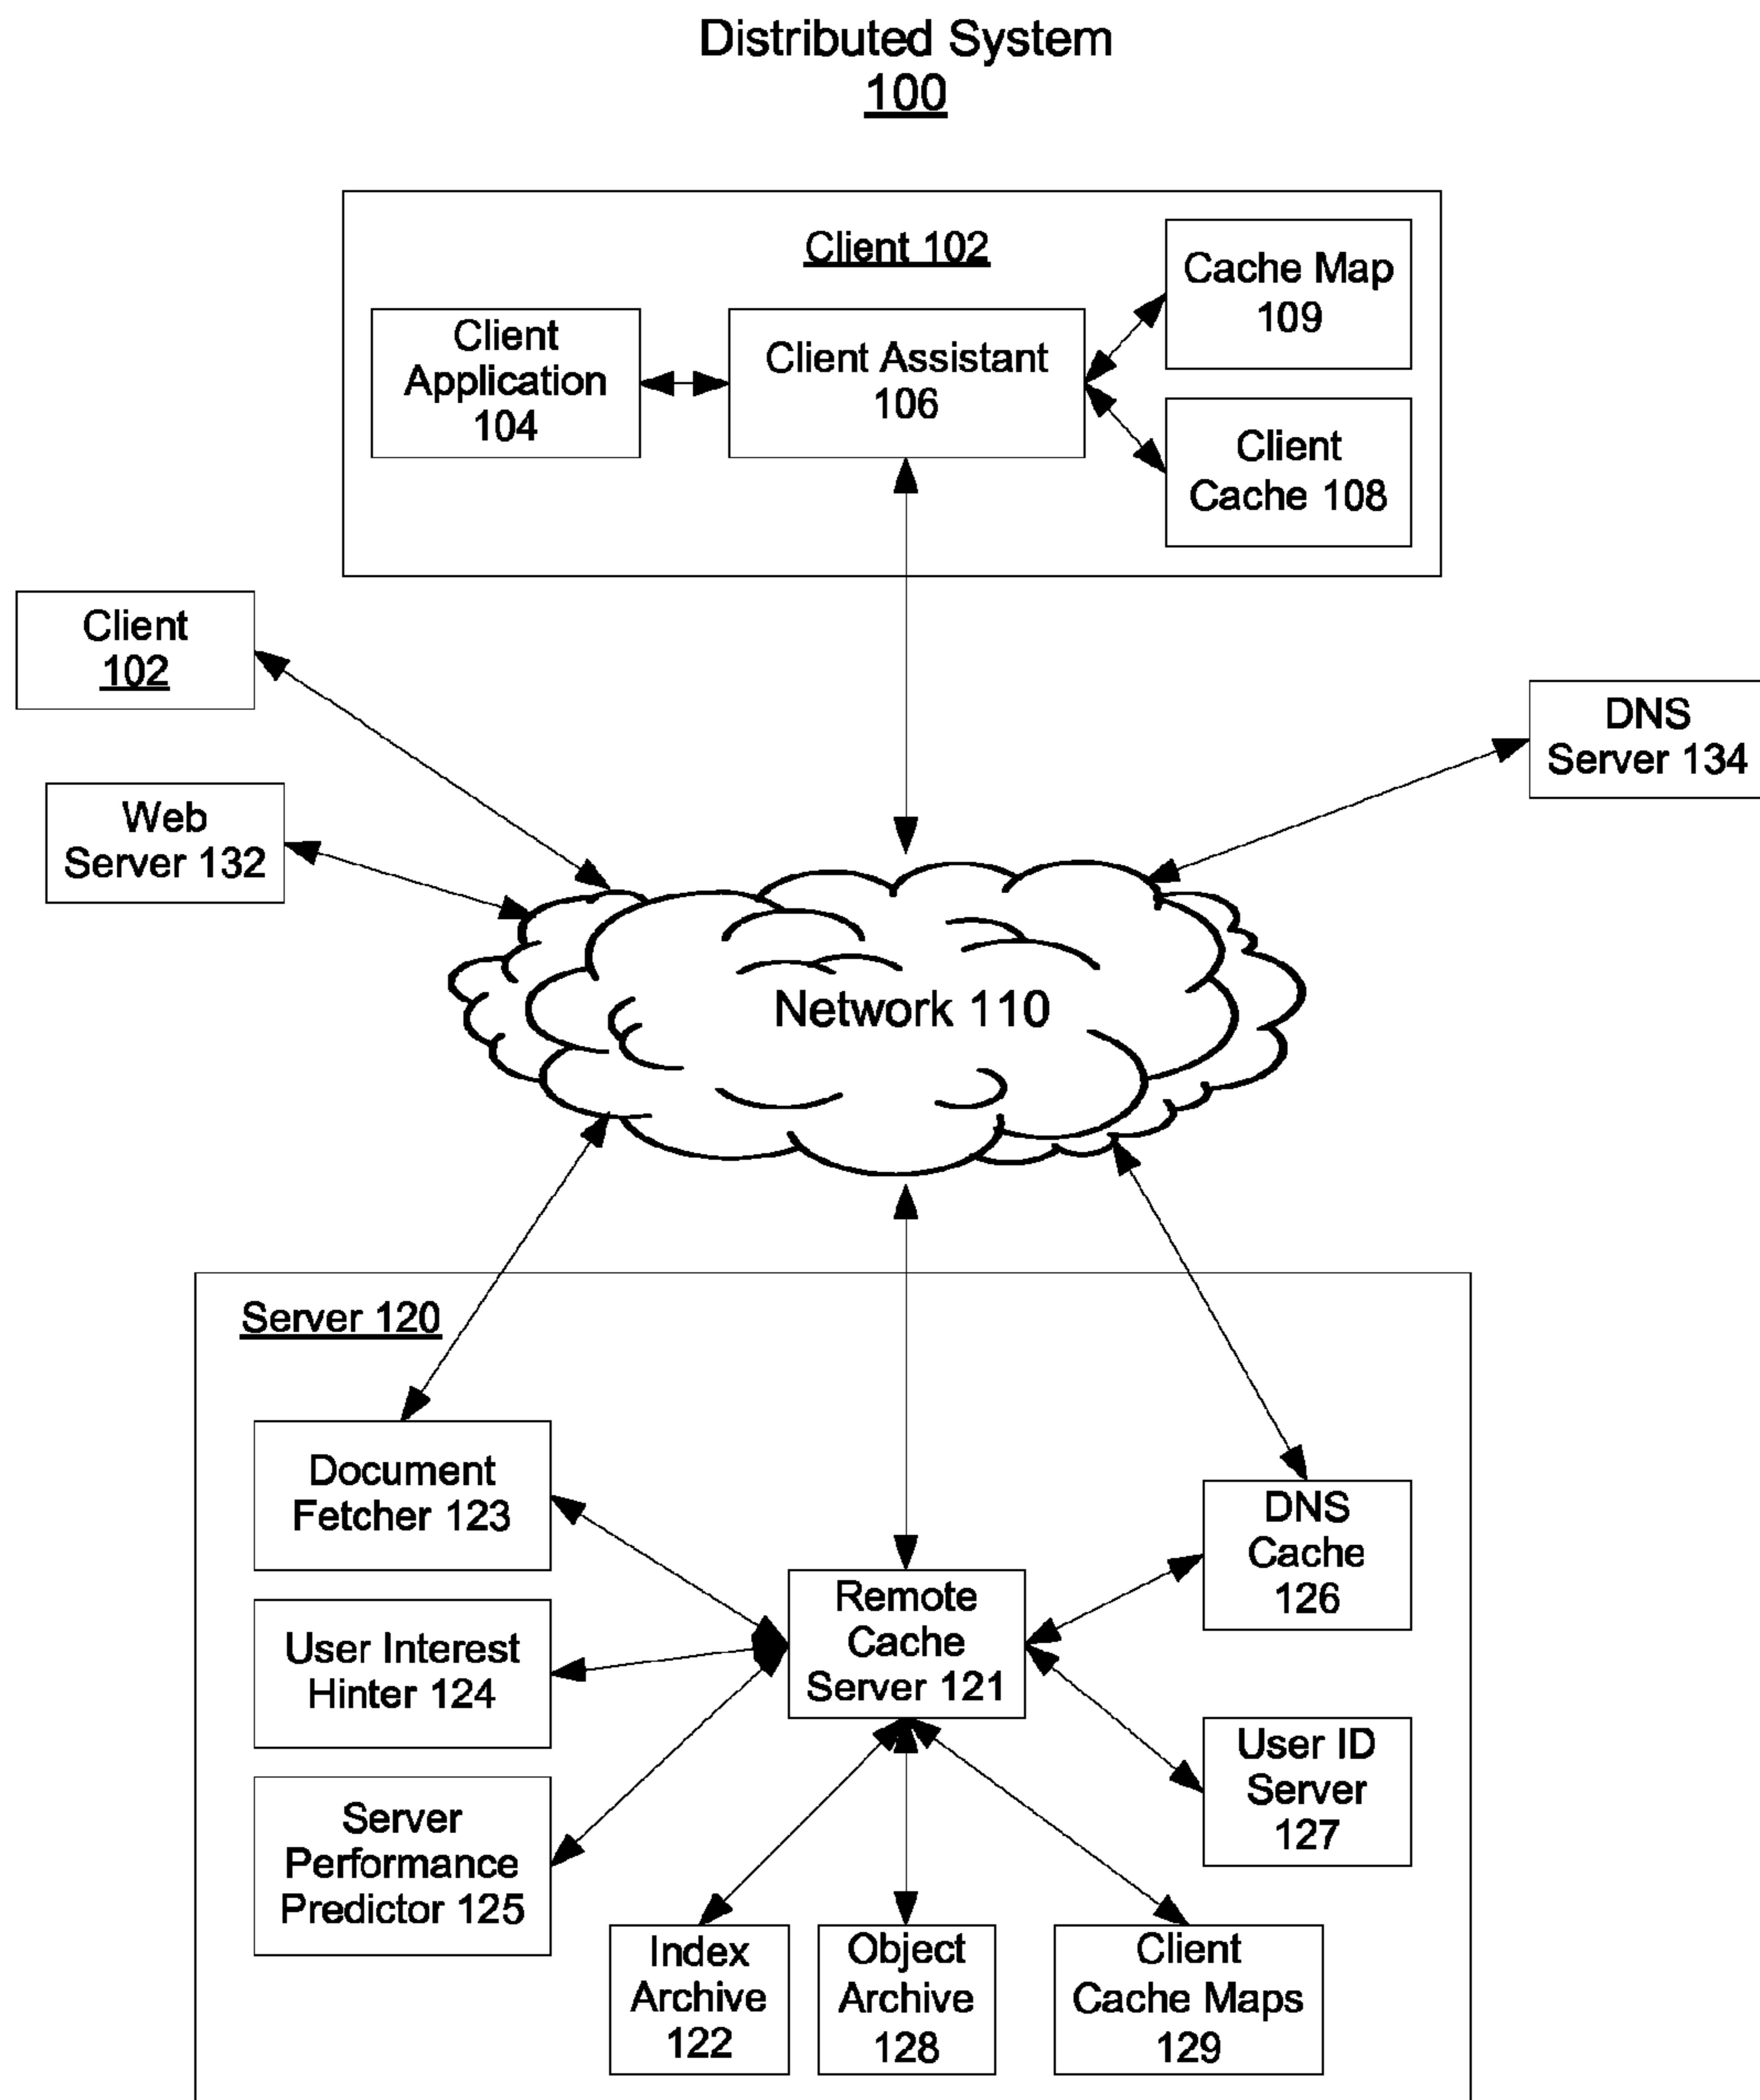 Distributed System
100
Client 102
Cache Map
109
Client
Application
104
Client Assistant
106
Client
Cache 108
Client
102
DNS
Server 134
Web
Server 132
Network 110
Server 120
Document
Fetcher 123
DNS
Cache
126
Remote
Cache
Server 121
User Interest
Hinter 124
User ID
Server
127
Server
Performance
Predictor 125
Index
Archive
122
Object
Archive
128
Client
Cache Maps
129